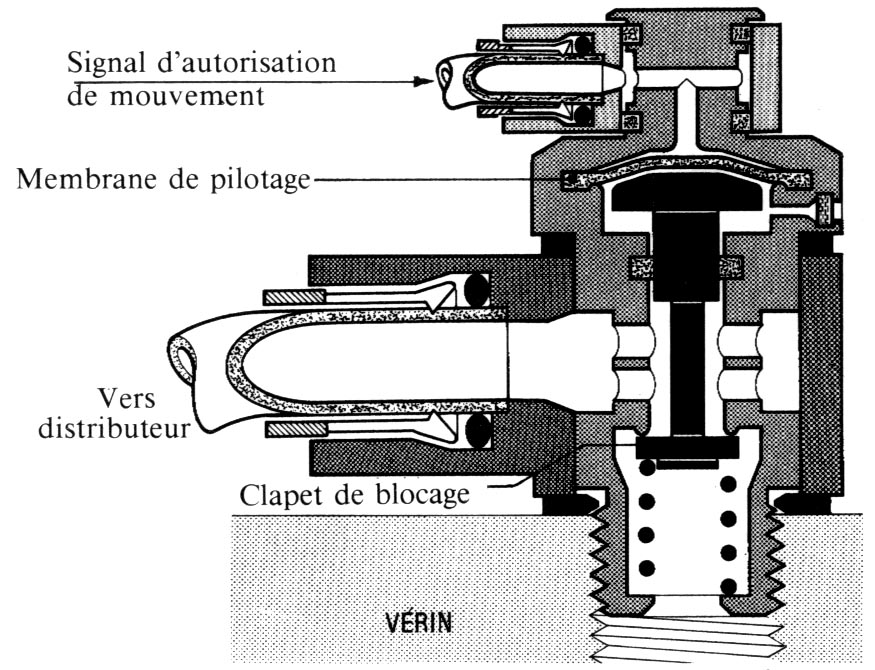 Signal d'autorisation
de mouvement
Membrane de pilotage
Vers
distributeur
Clapet de blocage
VÉRIN